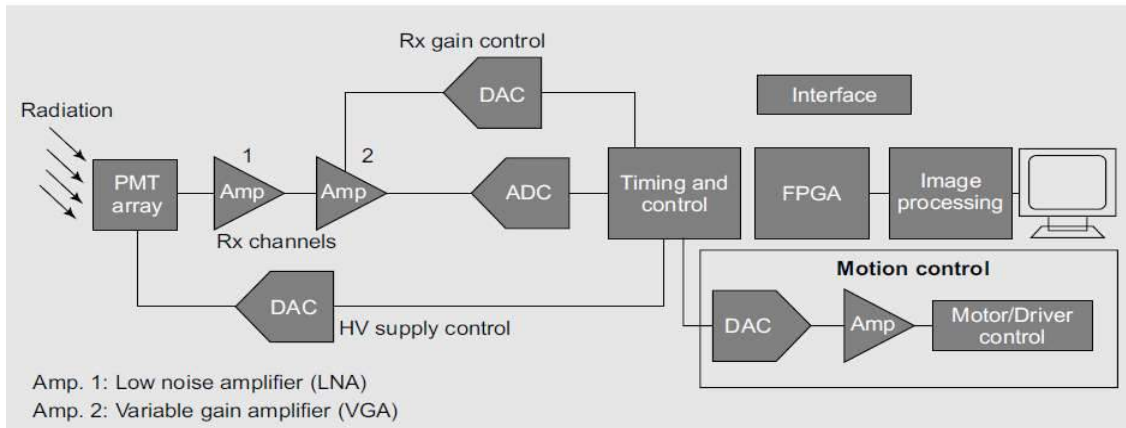 Rx gain control
DAC
Interface
Radiation
1
2
PMT
array
Amp
Amp
ADC
Timing and
control
FPGA
Image
processing
Rx channels
Motion control
DAC
HV supply control
DAC
Amp
Motor/Driver
control
Amp. 1: Low noise amplifier (LNA)
Amp. 2: Variable gain amplifier (VGA)